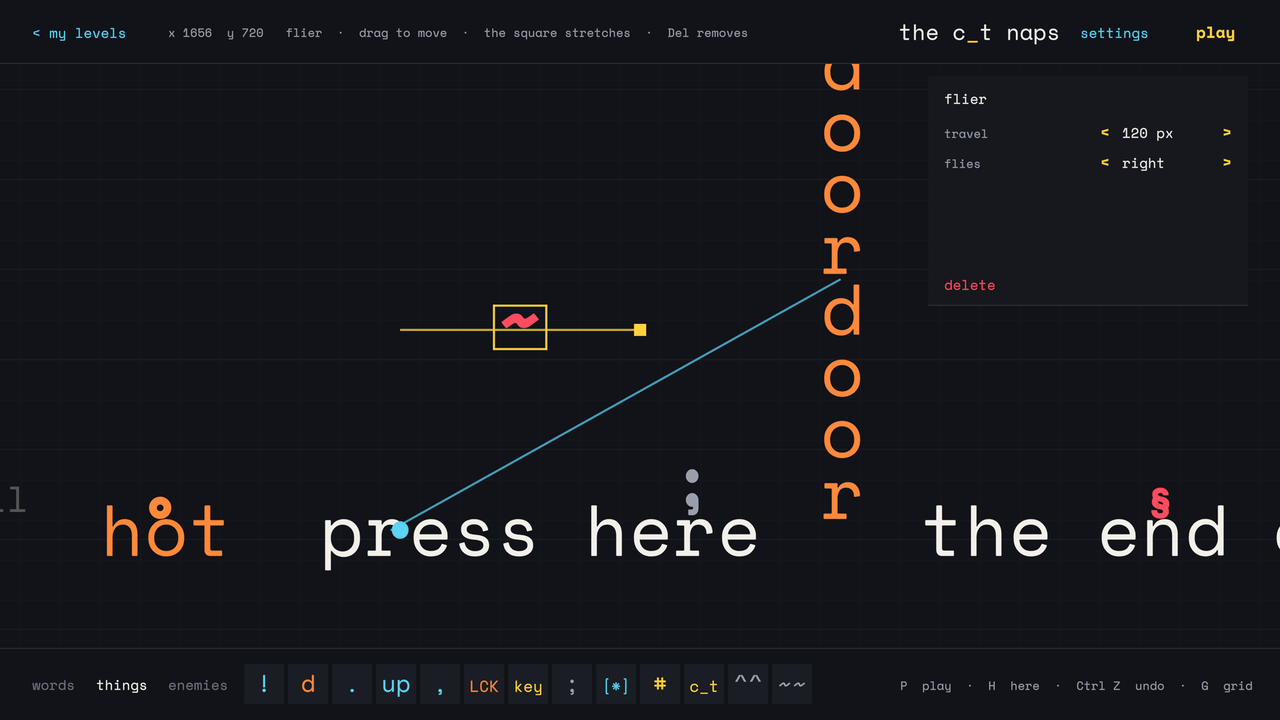 < my levels x 1656 y 720 flier · drag to move · the square stretches · Del removes the c_t naps settings play
flier
travel < 120 px >
flies < right >
delete
door
door
~
;
§
hot press here the end
words things enemies ! d . up , LCK key ; [*] # c_t ^^ ~~ P play · H here · Ctrl Z undo · G grid